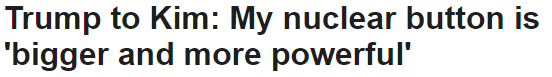 Trump to Kim: My nuclear button is
'bigger and more powerful'